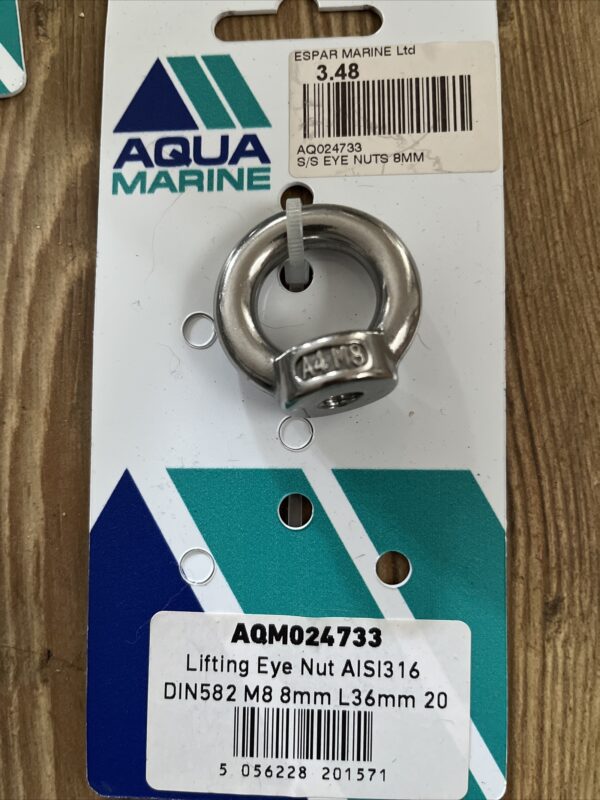 ESPAR MARINE Ltd
3.48
AQ024733
S/S EYE NUTS 8MM
AQUA
MARINE
A4 M8
AQM024733
Lifting Eye Nut AISI316
DIN582 M8 8mm L36mm 20
5 056228 201571